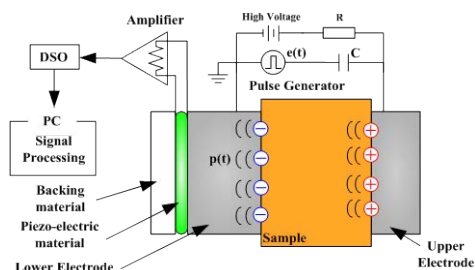 Amplifier
High Voltage
R
DSO
e(t)
C
Pulse Generator
PC
Signal
Processing
p(t)
Backing
material
Piezo-electric
material
Lower Electrode
Sample
Upper
Electrode